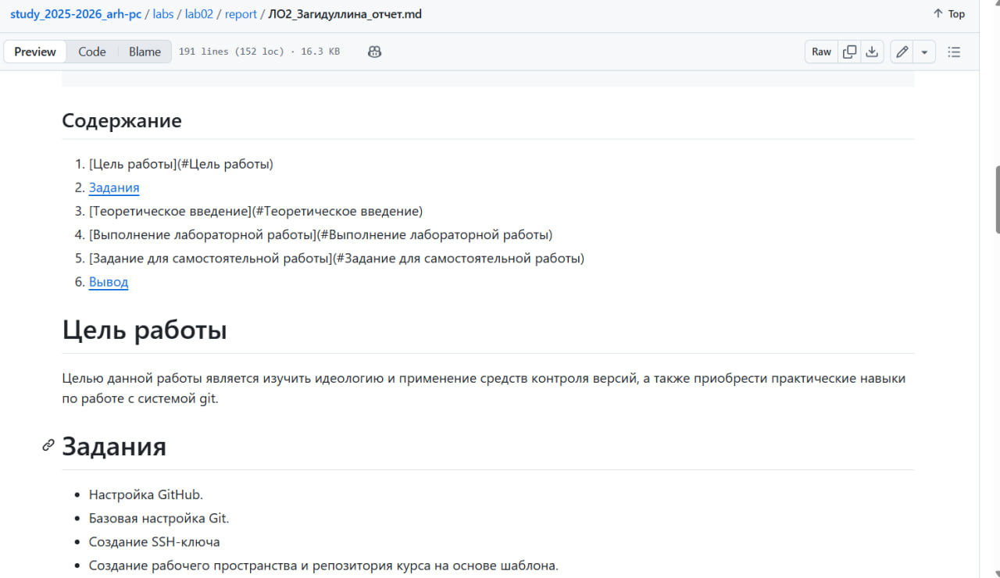 study_2025-2026_arh-pc / labs / lab02 / report / ЛО2_Загидуллина_отчет.md
Top
Preview Code Blame 191 lines (152 loc) · 16.3 KB
Raw
Содержание
1. [Цель работы](#Цель работы)
2. Задания
3. [Теоретическое введение](#Теоретическое введение)
4. [Выполнение лабораторной работы](#Выполнение лабораторной работы)
5. [Задание для самостоятельной работы](#Задание для самостоятельной работы)
6. Вывод
Цель работы
Целью данной работы является изучить идеологию и применение средств контроля версий, а также приобрести практические навыки
по работе с системой git.
Задания
• Настройка GitHub.
• Базовая настройка Git.
• Создание SSH-ключа
• Создание рабочего пространства и репозитория курса на основе шаблона.